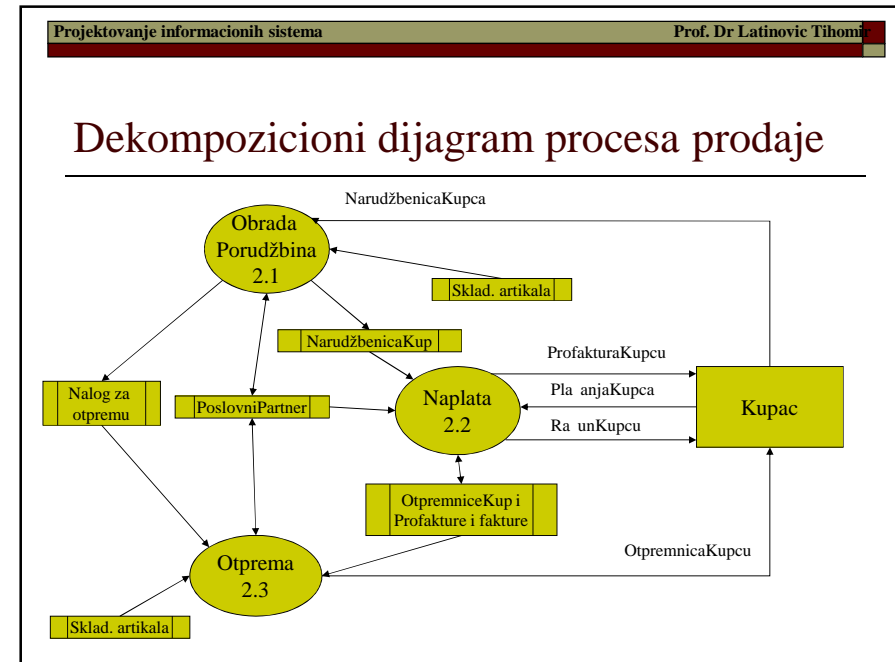 Projektovanje informacionih sistema Prof. Dr Latinovic Tihomir
Dekompozicioni dijagram procesa prodaje
NarudžbenicaKupca
Obrada
Porudžbina
2.1
Sklad. artikala
NarudžbenicaKup
ProfakturaKupcu
Nalog za
otpremu
PoslovniPartner
Naplata
2.2
Pla anjaKupca
Kupac
Ra unKupcu
OtpremniceKup i
Profakture i fakture
OtpremnicaKupcu
Otprema
2.3
Sklad. artikala